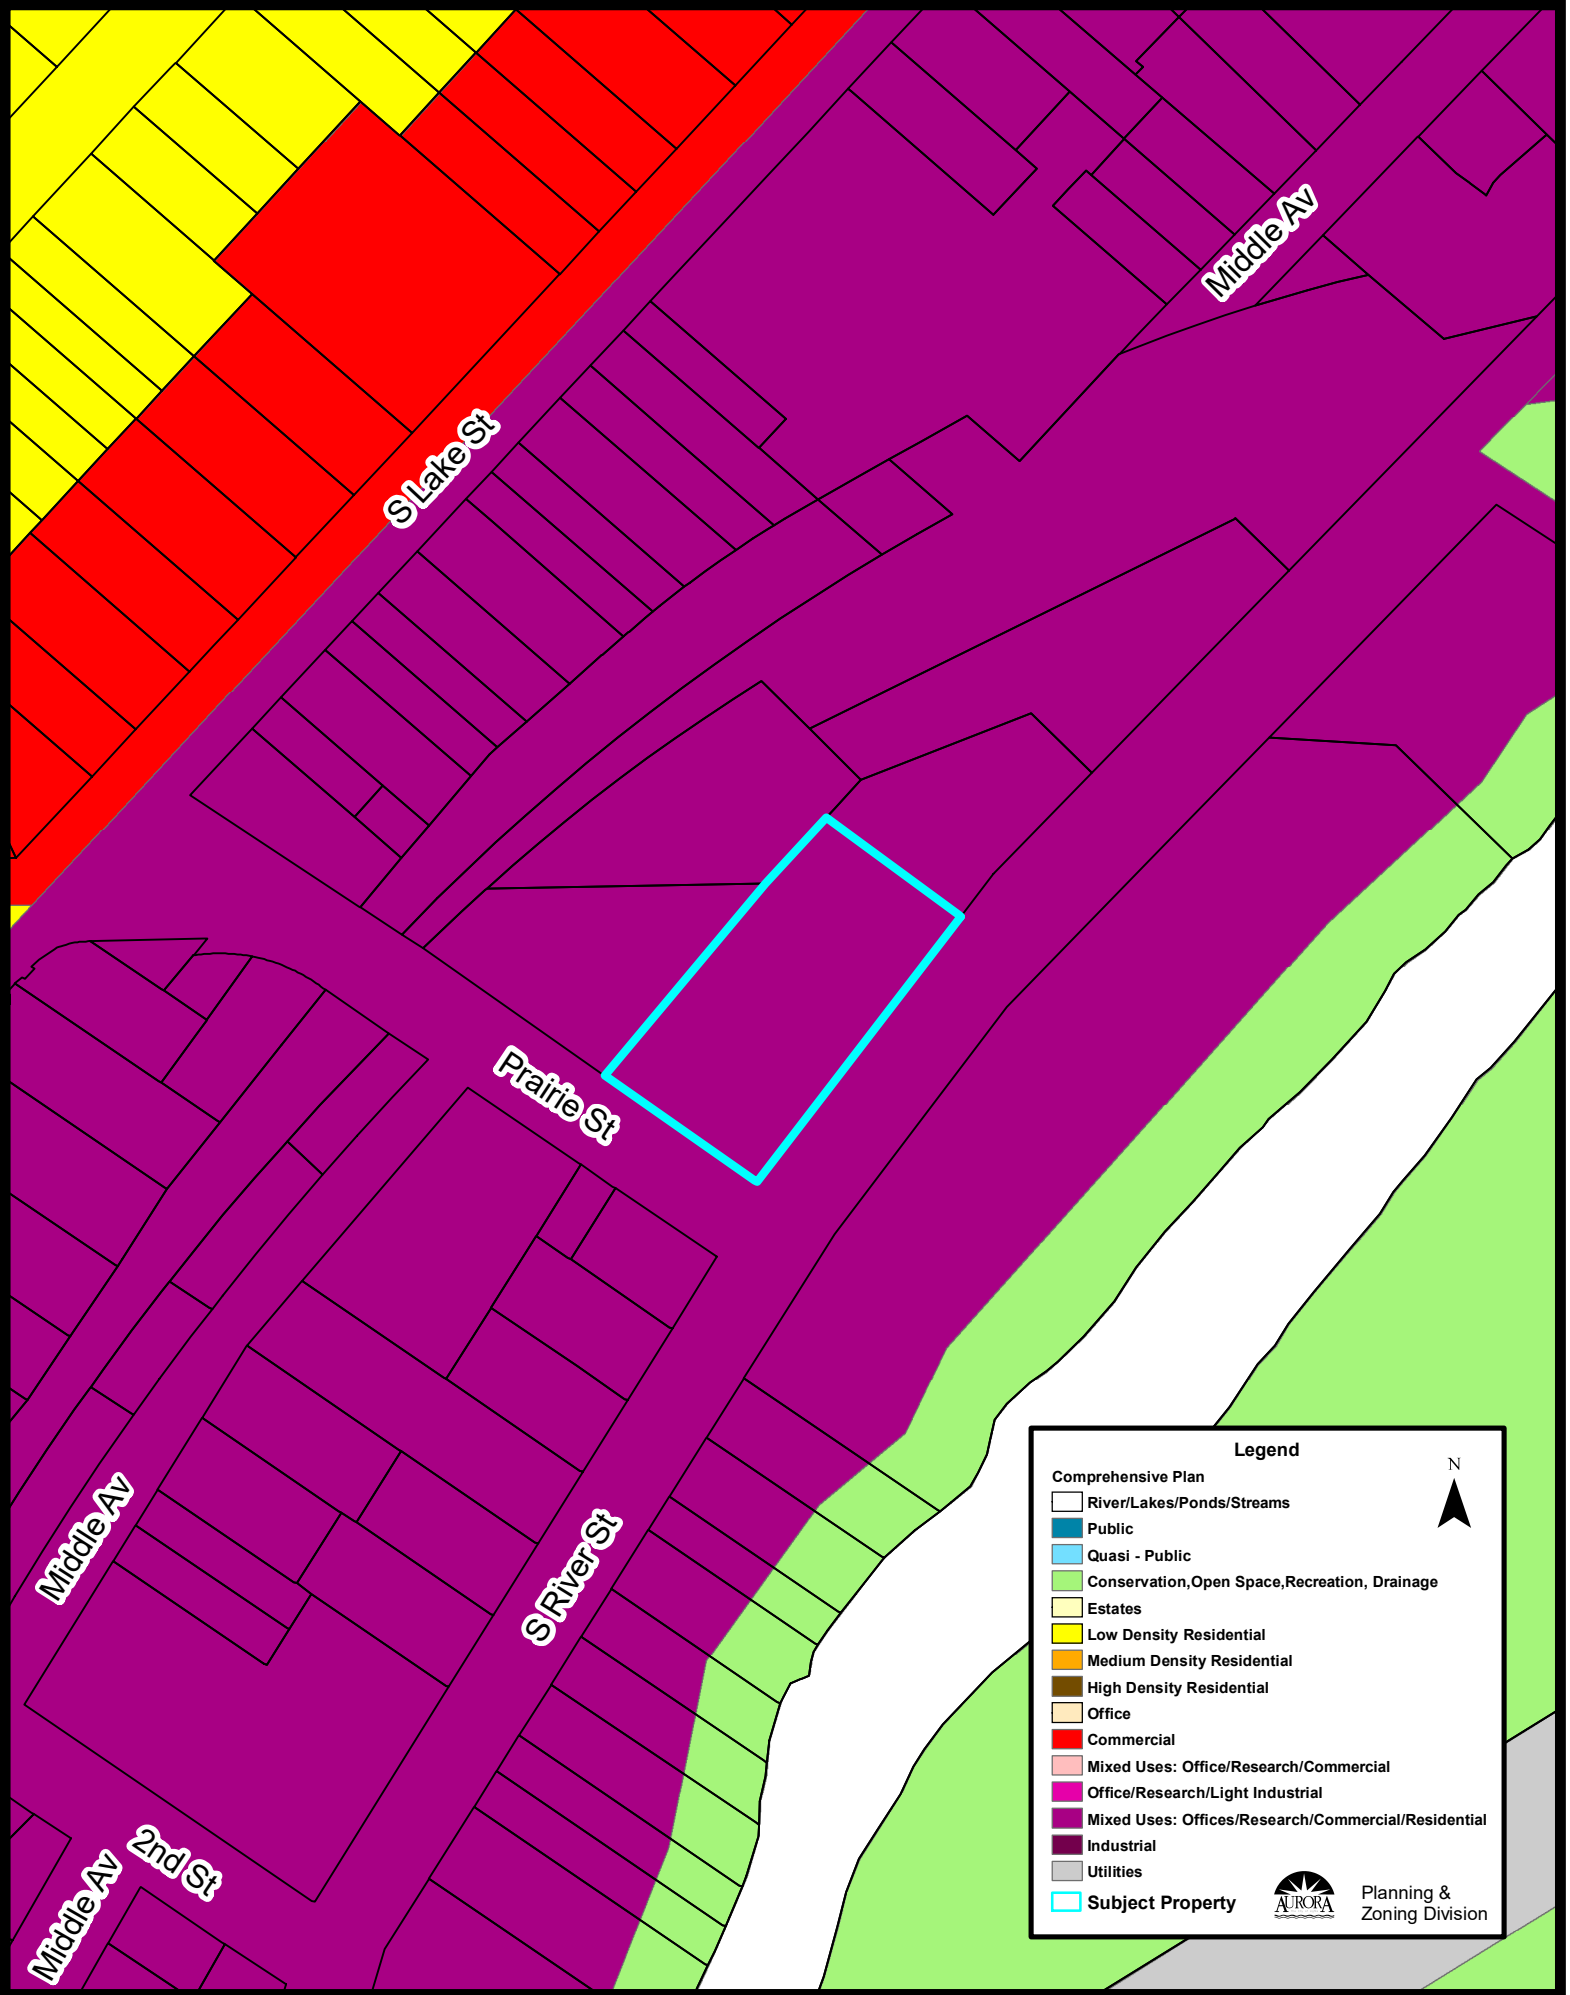 Middle Av
S Lake St
Prairie St
Middle Av
S River St
2nd St
Middle Av
Legend
N
Comprehensive Plan
River/Lakes/Ponds/Streams
Public
Quasi - Public
Conservation,Open Space,Recreation, Drainage
Estates
Low Density Residential
Medium Density Residential
High Density Residential
Office
Commercial
Mixed Uses: Office/Research/Commercial
Office/Research/Light Industrial
Mixed Uses: Offices/Research/Commercial/Residential
Industrial
Utilities
Subject Property
AURORA
Planning &
Zoning Division